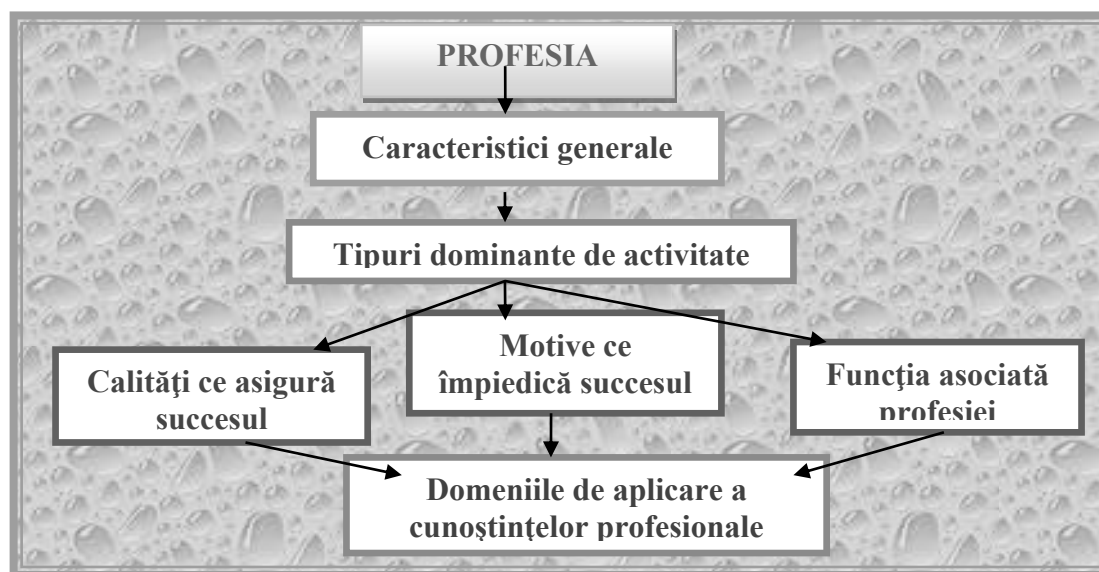 PROFESIA
Caracteristici generale
Tipuri dominante de activitate
Calităţi ce asigură
succesul
Motive ce
împiedică succesul
Funcţia asociată
profesiei
Domeniile de aplicare a
cunoştinţelor profesionale